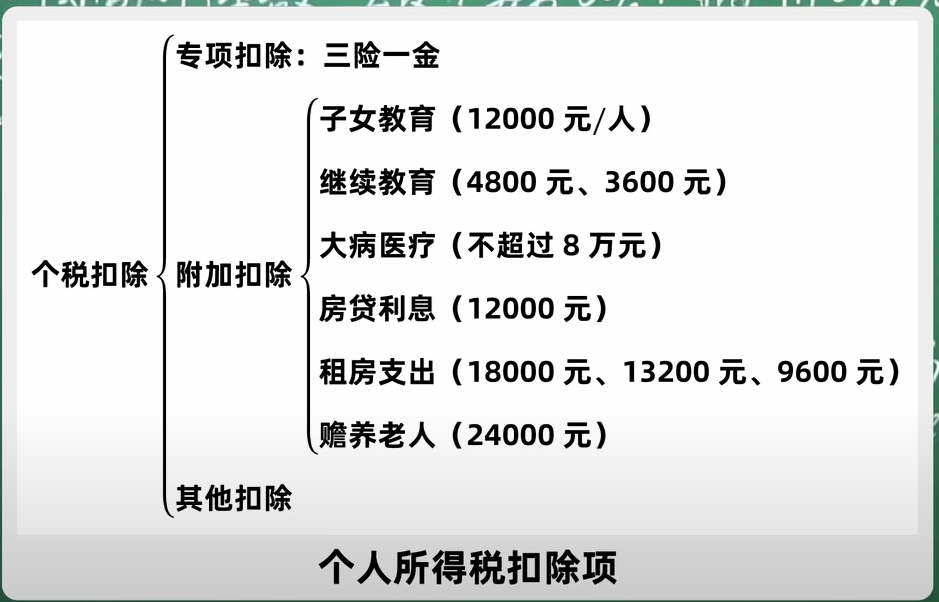 专项扣除：三险一金
子女教育（12000 元/人）
继续教育（4800 元、3600 元）
大病医疗（不超过 8 万元）
个税扣除
附加扣除
房贷利息（12000 元）
租房支出（18000 元、13200 元、9600 元）
赡养老人（24000 元）
其他扣除
个人所得税扣除项